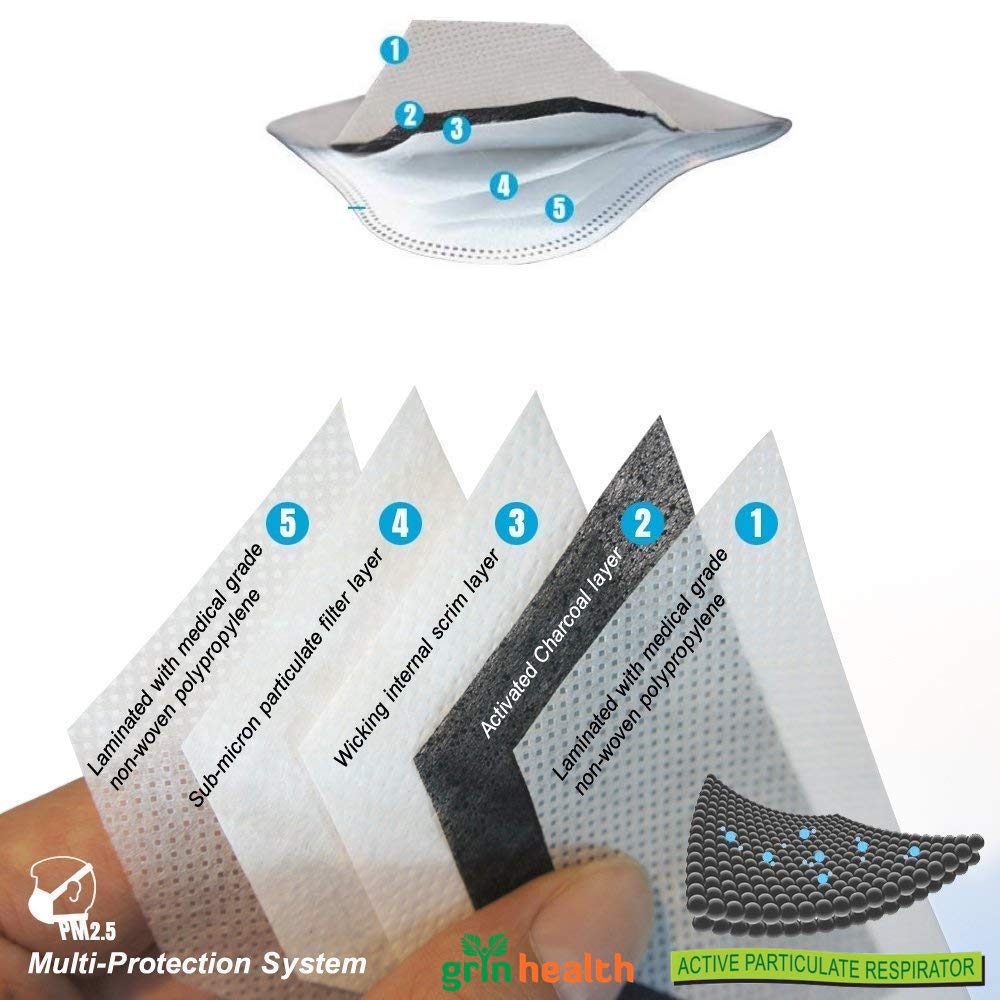 1
2
3
4
5
5
4
3
2
1
Laminated with medical grade
non-woven polypropylene
Sub-micron particulate filter layer
Wicking internal scrim layer
Activated Charcoal layer
Laminated with medical grade
non-woven polypropylene
PM2.5
Multi-Protection System
grin health
ACTIVE PARTICULATE RESPIRATOR